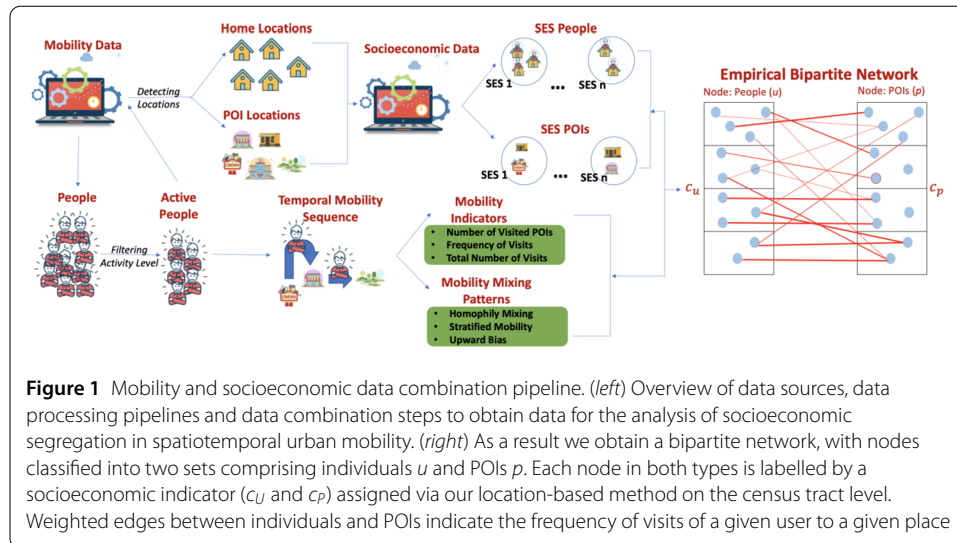 Mobility Data
Home Locations
Detecting
Locations
POI Locations
CINEMA
Socioeconomic Data
SES People
SES 1
...
SES n
SES POIs
CINEMA
SES 1
...
SES n
People
Filtering
Activity Level
Active
People
Temporal Mobility
Sequence
CINEMA
Mobility
Indicators
• Number of Visited POIs
• Frequency of Visits
• Total Number of Visits
Mobility Mixing
Patterns
• Homophily Mixing
• Stratified Mobility
• Upward Bias
Empirical Bipartite Network
Node: People (u)
Node: POIs (p)
c_u
c_p
Figure 1 Mobility and socioeconomic data combination pipeline. (left) Overview of data sources, data
processing pipelines and data combination steps to obtain data for the analysis of socioeconomic
segregation in spatiotemporal urban mobility. (right) As a result we obtain a bipartite network, with nodes
classified into two sets comprising individuals u and POIs p. Each node in both types is labelled by a
socioeconomic indicator (c_U and c_P) assigned via our location-based method on the census tract level.
Weighted edges between individuals and POIs indicate the frequency of visits of a given user to a given place